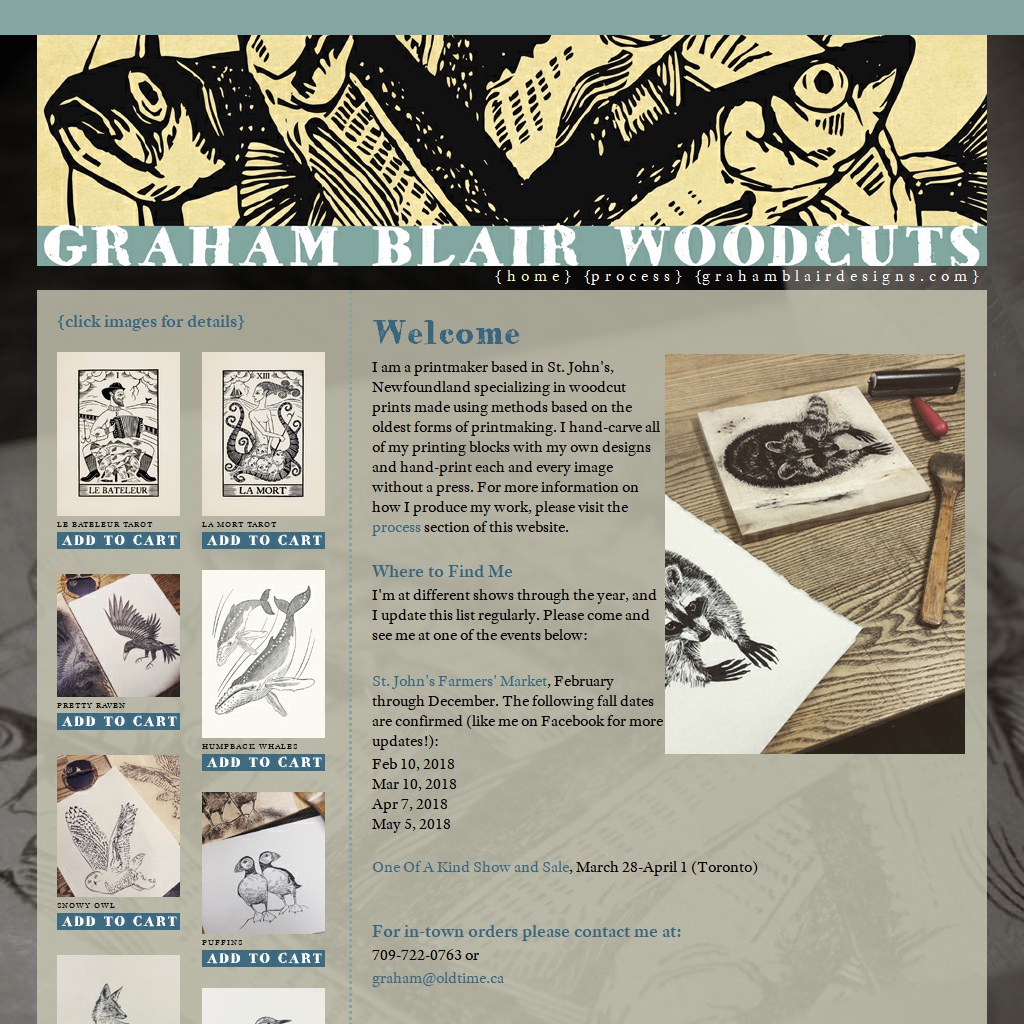 GRAHAM BLAIR WOODCUTS
{home} {process} {grahamblairdesigns.com}
{click images for details}
I
LE BATELEUR
LE BATELEUR TAROT
ADD TO CART
XIII
LA MORT
LA MORT TAROT
ADD TO CART
PRETTY RAVEN
ADD TO CART
HUMPBACK WHALES
ADD TO CART
SNOWY OWL
ADD TO CART
PUFFINS
ADD TO CART
Welcome
I am a printmaker based in St. John's,
Newfoundland specializing in woodcut
prints made using methods based on the
oldest forms of printmaking. I hand-carve all
of my printing blocks with my own designs
and hand-print each and every image
without a press. For more information on
how I produce my work, please visit the
process section of this website.
Where to Find Me
I'm at different shows through the year, and
I update this list regularly. Please come and
see me at one of the events below:
St. John's Farmers' Market, February
through December. The following fall dates
are confirmed (like me on Facebook for more
updates!):
Feb 10, 2018
Mar 10, 2018
Apr 7, 2018
May 5, 2018
One Of A Kind Show and Sale, March 28-April 1 (Toronto)
For in-town orders please contact me at:
709-722-0763 or
graham@oldtime.ca